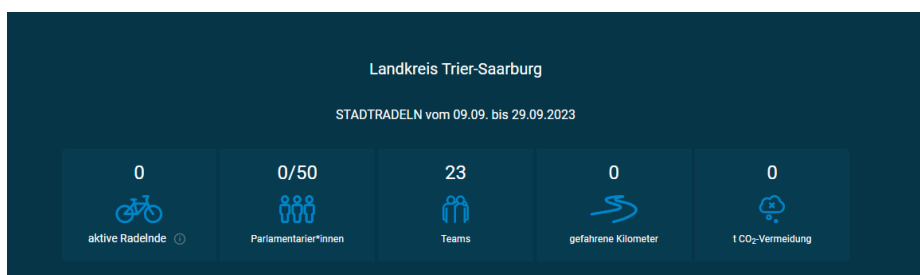 Landkreis Trier-Saarburg
STADTRADELN vom 09.09. bis 29.09.2023
0 0/50 23 0 0
aktive Radelnde Parlamentarier*innen Teams gefahrene Kilometer t CO₂-Vermeidung